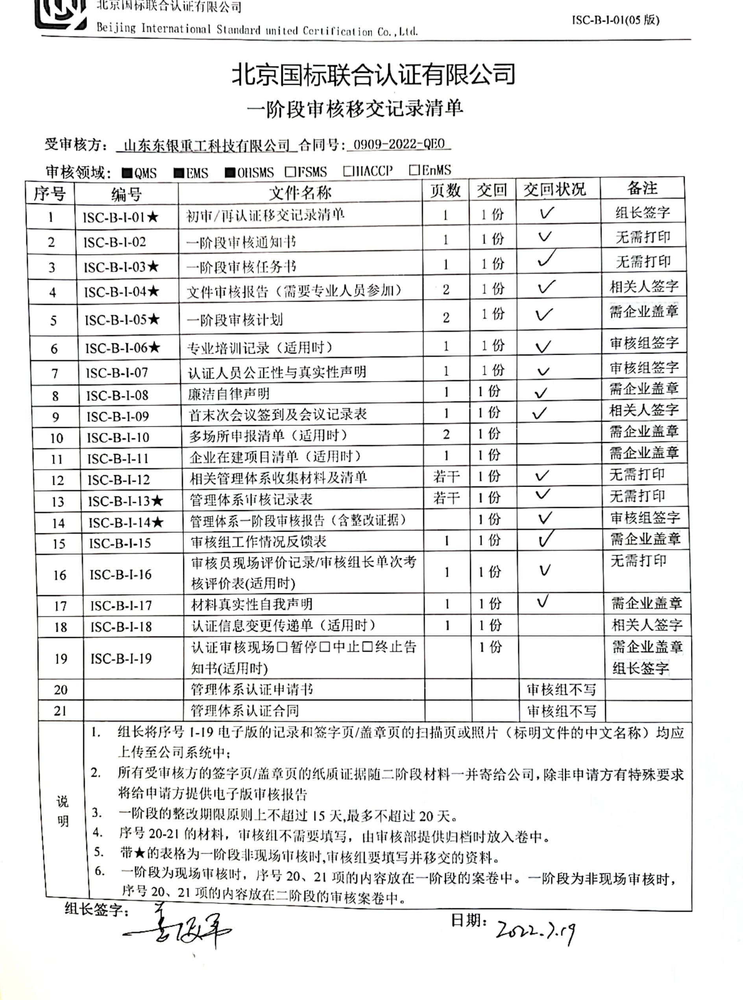 北京国标联合认证有限公司
Beijing International Standard united Certification Co.,Ltd.
ISC-B-I-01(05 版)
北京国标联合认证有限公司
一阶段审核移交记录清单
受审核方： 山东东银重工科技有限公司 合同号： 0909-2022-QEO
审核领域：■QMS ■EMS ■OHSMS □FSMS □HACCP □EnMS
序号 编号 文件名称 页数 交回 交回状况 备注
1 ISC-B-I-01★ 初审/再认证移交记录清单 1 1 份 ✓ 组长签字
2 ISC-B-I-02 一阶段审核通知书 1 1 份 ✓ 无需打印
3 ISC-B-I-03★ 一阶段审核任务书 1 1 份 ✓ 无需打印
4 ISC-B-I-04★ 文件审核报告（需要专业人员参加） 2 1 份 ✓ 相关人签字
5 ISC-B-I-05★ 一阶段审核计划 2 1 份 ✓ 需企业盖章
6 ISC-B-I-06★ 专业培训记录（适用时） 1 1 份 ✓ 审核组签字
7 ISC-B-I-07 认证人员公正性与真实性声明 1 1 份 ✓ 审核组签字
8 ISC-B-I-08 廉洁自律声明 1 1 份 ✓ 需企业盖章
9 ISC-B-I-09 首末次会议签到及会议记录表 1 1 份 ✓ 相关人签字
10 ISC-B-I-10 多场所申报清单（适用时） 2 1 份 需企业盖章
11 ISC-B-I-11 企业在建项目清单（适用时） 1 1 份 需企业盖章
12 ISC-B-I-12 相关管理体系收集材料及清单 若干 1 份 ✓ 无需打印
13 ISC-B-I-13★ 管理体系审核记录表 若干 1 份 ✓ 无需打印
14 ISC-B-I-14★ 管理体系一阶段审核报告（含整改证据） 1 份 ✓ 审核组签字
15 ISC-B-I-15 审核组工作情况反馈表 1 1 份 ✓ 需企业盖章
16 ISC-B-I-16 审核员现场评价记录/审核组长单次考 1 1 份 ✓ 无需打印
核评价表(适用时)
17 ISC-B-I-17 材料真实性自我声明 1 1 份 ✓ 需企业盖章
18 ISC-B-I-18 认证信息变更传递单（适用时） 1 1 份 相关人签字
19 ISC-B-I-19 认证审核现场□暂停□中止□终止告 1 份 需企业盖章
知书(适用时) 组长签字
20 管理体系认证申请书 审核组不写
21 管理体系认证合同 审核组不写
说明
1. 组长将序号 1-19 电子版的记录和签字页/盖章页的扫描页或照片（标明文件的中文名称）均应
上传至公司系统中；
2. 所有受审核方的签字页/盖章页的纸质证据随二阶段材料一并寄给公司，除非申请方有特殊要求
将给申请方提供电子版审核报告
3. 一阶段的整改期限原则上不超过 15 天,最多不超过 20 天。
4. 序号 20-21 的材料，审核组不需要填写，由审核部提供归档时放入卷中。
5. 带★的表格为一阶段非现场审核时,审核组要填写并移交的资料。
6. 一阶段为现场审核时，序号 20、21 项的内容放在一阶段的案卷中。一阶段为非现场审核时，
序号 20、21 项的内容放在二阶段的审核案卷中。
组长签字：
日期： 2022.7.19